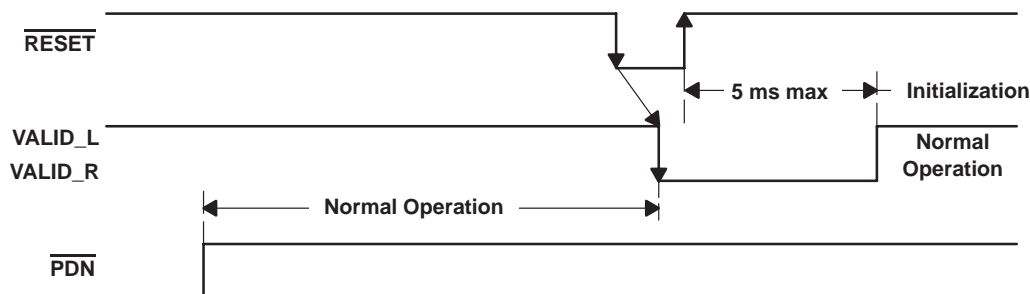 RESET
5 ms max
Initialization
VALID_L
VALID_R
Normal
Operation
Normal Operation
PDN